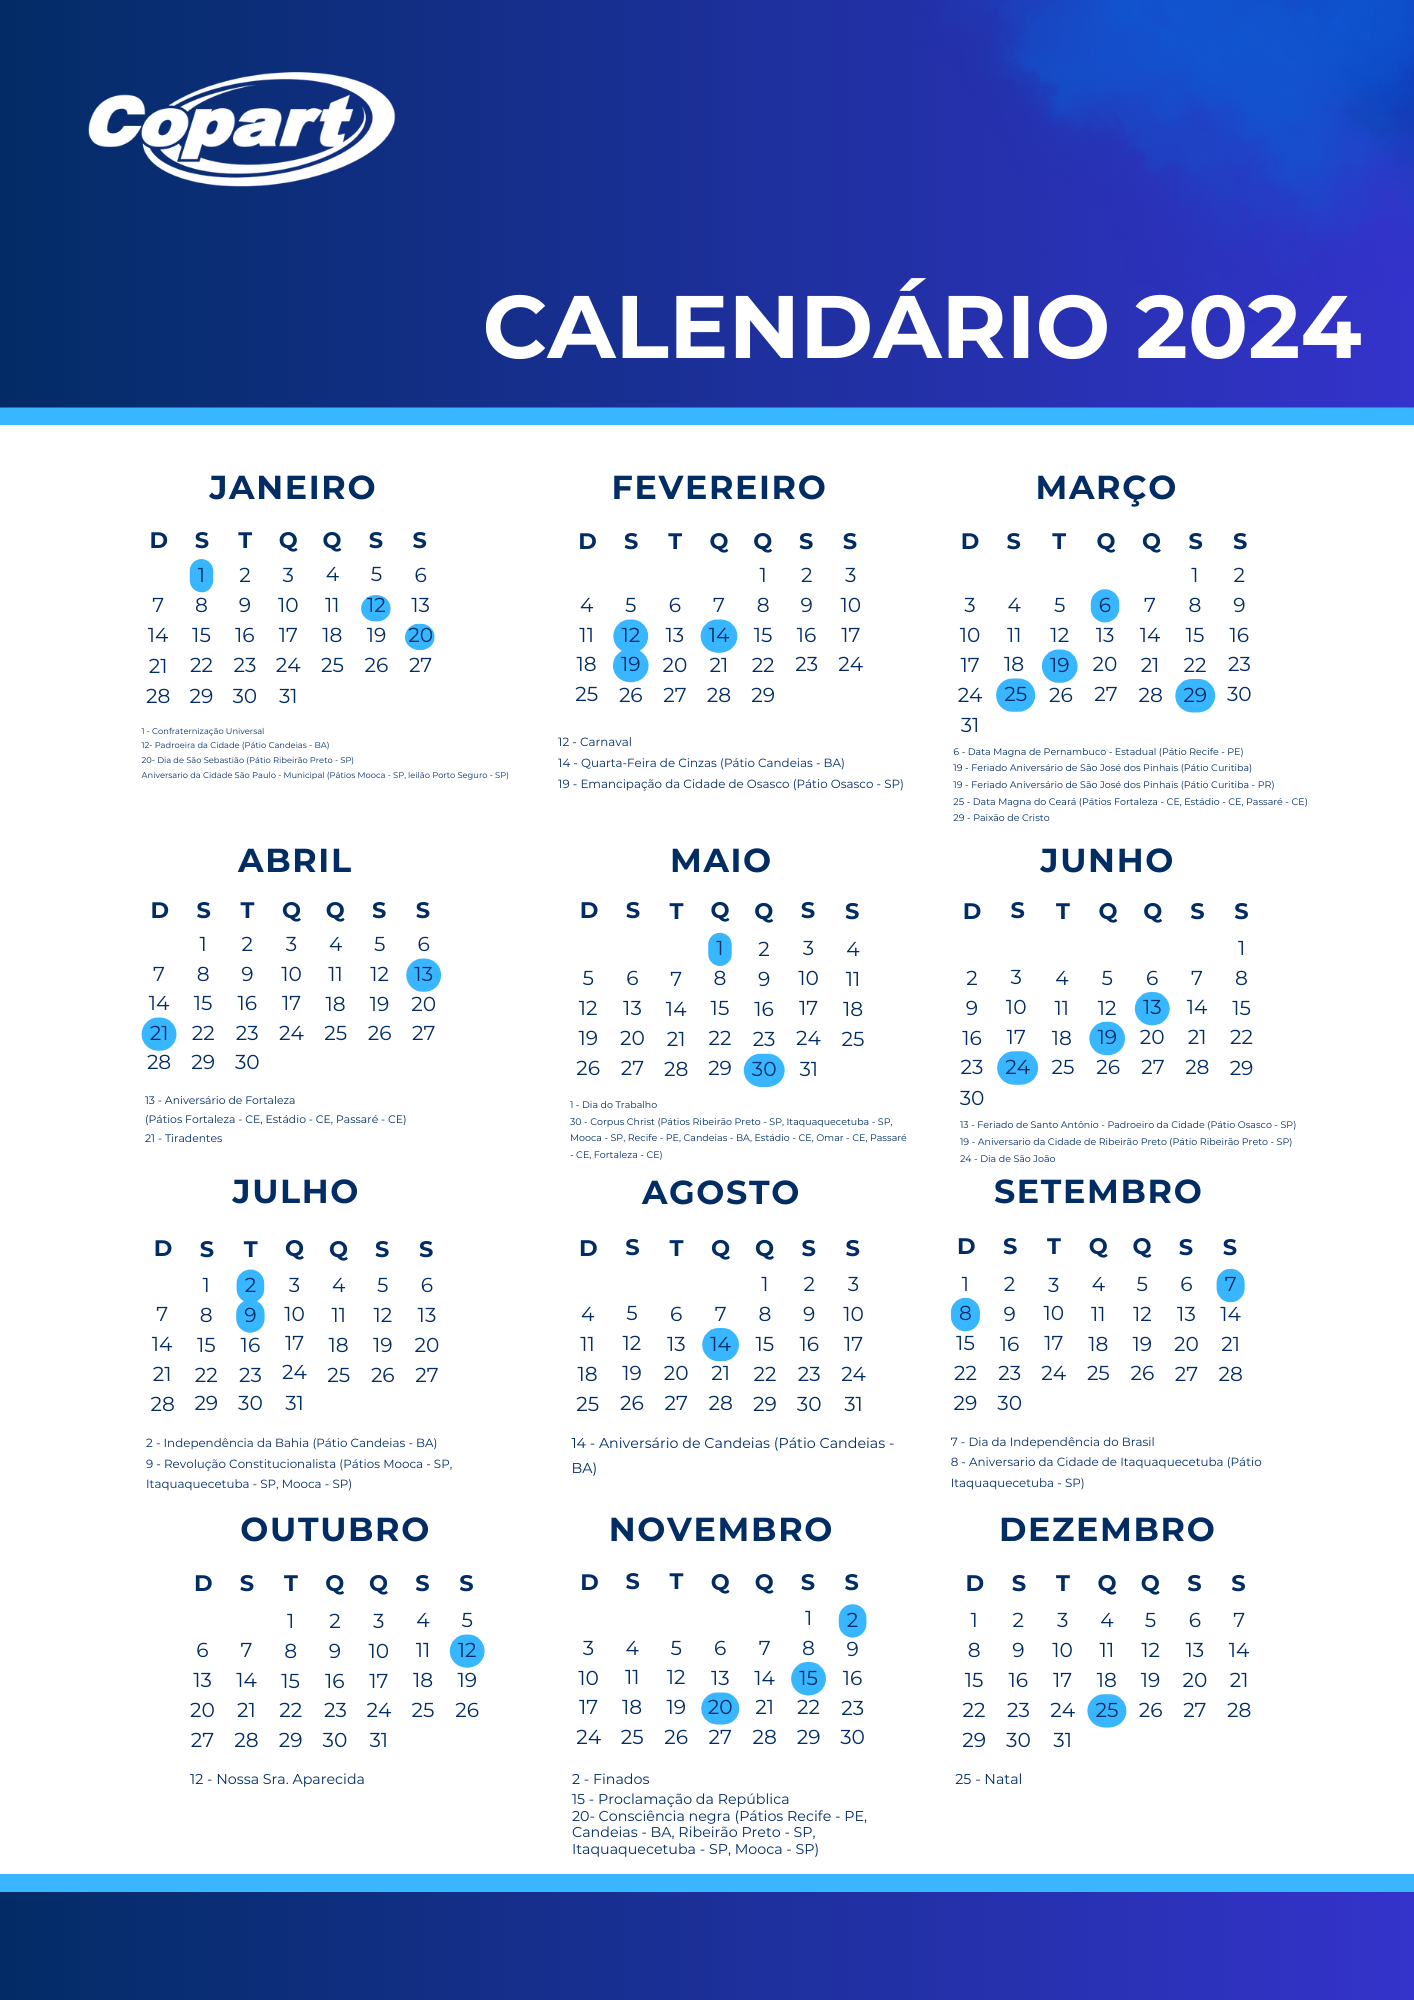 Copart
CALENDÁRIO 2024
JANEIRO
D S T Q Q S S
1 2 3 4 5 6
7 8 9 10 11 12 13
14 15 16 17 18 19 20
21 22 23 24 25 26 27
28 29 30 31
1 - Confraternização Universal
12- Padroeira da Cidade (Pátio Candeias - BA)
20- Dia de São Sebastião (Pátio Ribeirão Preto - SP)
Aniversario da Cidade São Paulo - Municipal (Pátios Mooca - SP, leilão Porto Seguro - SP)
FEVEREIRO
D S T Q Q S S
1 2 3
4 5 6 7 8 9 10
11 12 13 14 15 16 17
18 19 20 21 22 23 24
25 26 27 28 29
12 - Carnaval
14 - Quarta-Feira de Cinzas (Pátio Candeias - BA)
19 - Emancipação da Cidade de Osasco (Pátio Osasco - SP)
MARÇO
D S T Q Q S S
1 2
3 4 5 6 7 8 9
10 11 12 13 14 15 16
17 18 19 20 21 22 23
24 25 26 27 28 29 30
31
6 - Data Magna de Pernambuco - Estadual (Pátio Recife - PE)
19 - Feriado Aniversário de São José dos Pinhais (Pátio Curitiba)
19 - Feriado Aniversário de São José dos Pinhais (Pátio Curitiba - PR)
25 - Data Magna do Ceará (Pátios Fortaleza - CE, Estádio - CE, Passaré - CE)
29 - Paixão de Cristo
ABRIL
D S T Q Q S S
1 2 3 4 5 6
7 8 9 10 11 12 13
14 15 16 17 18 19 20
21 22 23 24 25 26 27
28 29 30
13 - Aniversário de Fortaleza
(Pátios Fortaleza - CE, Estádio - CE, Passaré - CE)
21 - Tiradentes
MAIO
D S T Q Q S S
1 2 3 4
5 6 7 8 9 10 11
12 13 14 15 16 17 18
19 20 21 22 23 24 25
26 27 28 29 30 31
1 - Dia do Trabalho
30 - Corpus Christ (Pátios Ribeirão Preto - SP, Itaquaquecetuba - SP,
Mooca - SP, Recife - PE, Candeias - BA, Estádio - CE, Omar - CE, Passaré
- CE, Fortaleza - CE)
JUNHO
D S T Q Q S S
1
2 3 4 5 6 7 8
9 10 11 12 13 14 15
16 17 18 19 20 21 22
23 24 25 26 27 28 29
30
13 - Feriado de Santo Antônio - Padroeiro da Cidade (Pátio Osasco - SP)
19 - Aniversario da Cidade de Ribeirão Preto (Pátio Ribeirão Preto - SP)
24 - Dia de São João
JULHO
D S T Q Q S S
1 2 3 4 5 6
7 8 9 10 11 12 13
14 15 16 17 18 19 20
21 22 23 24 25 26 27
28 29 30 31
2 - Independência da Bahia (Pátio Candeias - BA)
9 - Revolução Constitucionalista (Pátios Mooca - SP,
Itaquaquecetuba - SP, Mooca - SP)
AGOSTO
D S T Q Q S S
1 2 3
4 5 6 7 8 9 10
11 12 13 14 15 16 17
18 19 20 21 22 23 24
25 26 27 28 29 30 31
14 - Aniversário de Candeias (Pátio Candeias -
BA)
SETEMBRO
D S T Q Q S S
1 2 3 4 5 6 7
8 9 10 11 12 13 14
15 16 17 18 19 20 21
22 23 24 25 26 27 28
29 30
7 - Dia da Independência do Brasil
8 - Aniversario da Cidade de Itaquaquecetuba (Pátio
Itaquaquecetuba - SP)
OUTUBRO
D S T Q Q S S
1 2 3 4 5
6 7 8 9 10 11 12
13 14 15 16 17 18 19
20 21 22 23 24 25 26
27 28 29 30 31
12 - Nossa Sra. Aparecida
NOVEMBRO
D S T Q Q S S
1 2
3 4 5 6 7 8 9
10 11 12 13 14 15 16
17 18 19 20 21 22 23
24 25 26 27 28 29 30
2 - Finados
15 - Proclamação da República
20- Consciência negra (Pátios Recife - PE,
Candeias - BA, Ribeirão Preto - SP,
Itaquaquecetuba - SP, Mooca - SP)
DEZEMBRO
D S T Q Q S S
1 2 3 4 5 6 7
8 9 10 11 12 13 14
15 16 17 18 19 20 21
22 23 24 25 26 27 28
29 30 31
25 - Natal